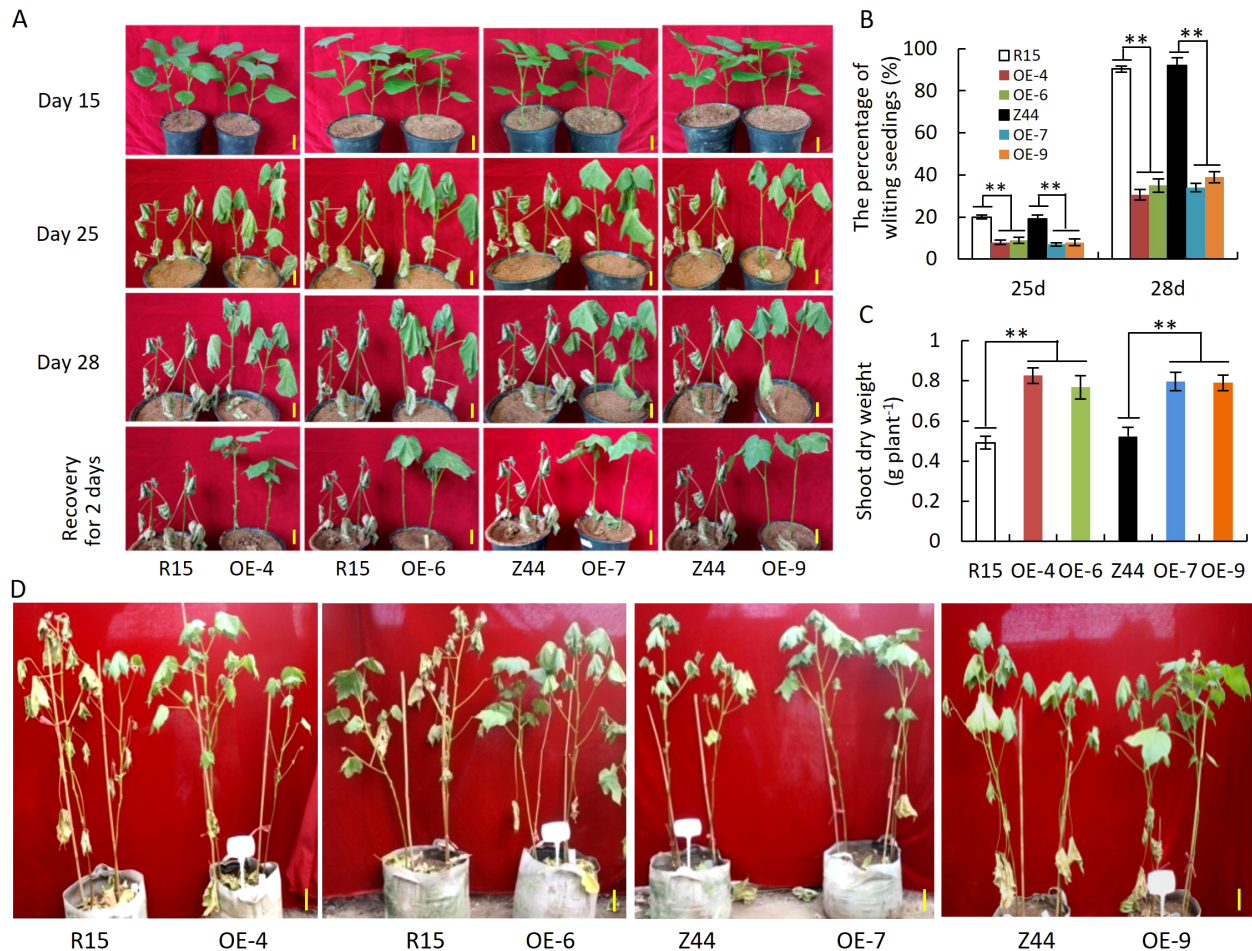 A
Day 15
Day 25
Day 28
Recovery
for 2 days
R15 OE-4 R15 OE-6 Z44 OE-7 Z44 OE-9
B
The percentage of
wliting seedings (%)
100
80
60
40
20
0
R15
OE-4
OE-6
Z44
OE-7
OE-9
** **
** **
25d 28d
C
Shoot dry weight
(g plant-1)
1
0.8
0.6
0.4
0.2
0
** **
R15 OE-4 OE-6 Z44 OE-7 OE-9
D
R15 OE-4 R15 OE-6 Z44 OE-7 Z44 OE-9